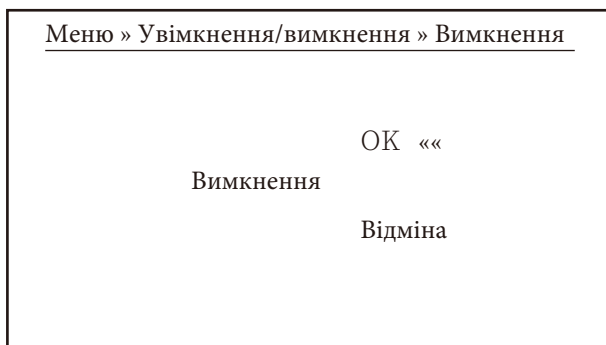 Меню » Увімкнення/вимкнення » Вимкнення
OK ««
Вимкнення
Відміна